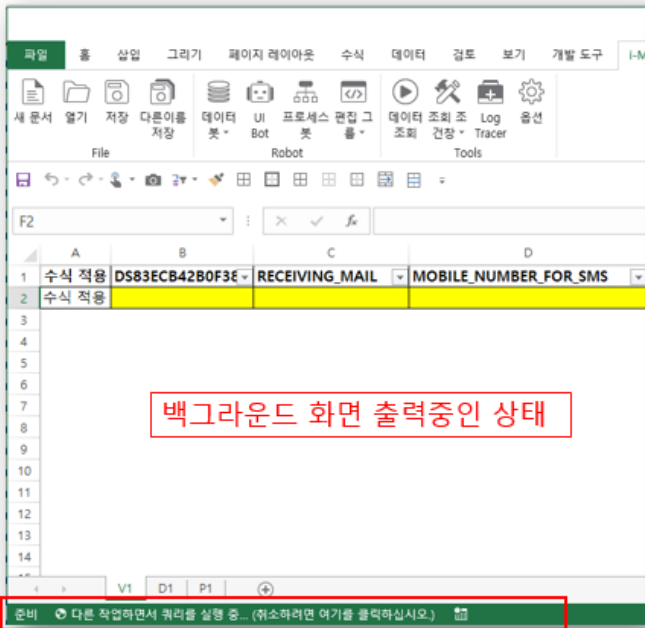 파일 홈 삽입 그리기 페이지 레이아웃 수식 데이터 검토 보기 개발 도구 i-M
새 문서 열기 저장 다른이름 저장 데이터 봇 UI Bot 프로세스 봇 편집 그룹 데이터 조회 조회 조건창 Log Tracer 옵션
File Robot Tools
F2 fx
A B C D
1 수식 적용 DS83ECB42B0F38 RECEIVING_MAIL MOBILE_NUMBER_FOR_SMS
2 수식 적용
3
4
5
6
7
백그라운드 화면 출력중인 상태
8
9
10
11
12
13
14
V1 D1 P1
준비 다른 작업하면서 쿼리를 실행 중... (취소하려면 여기를 클릭하십시오.)